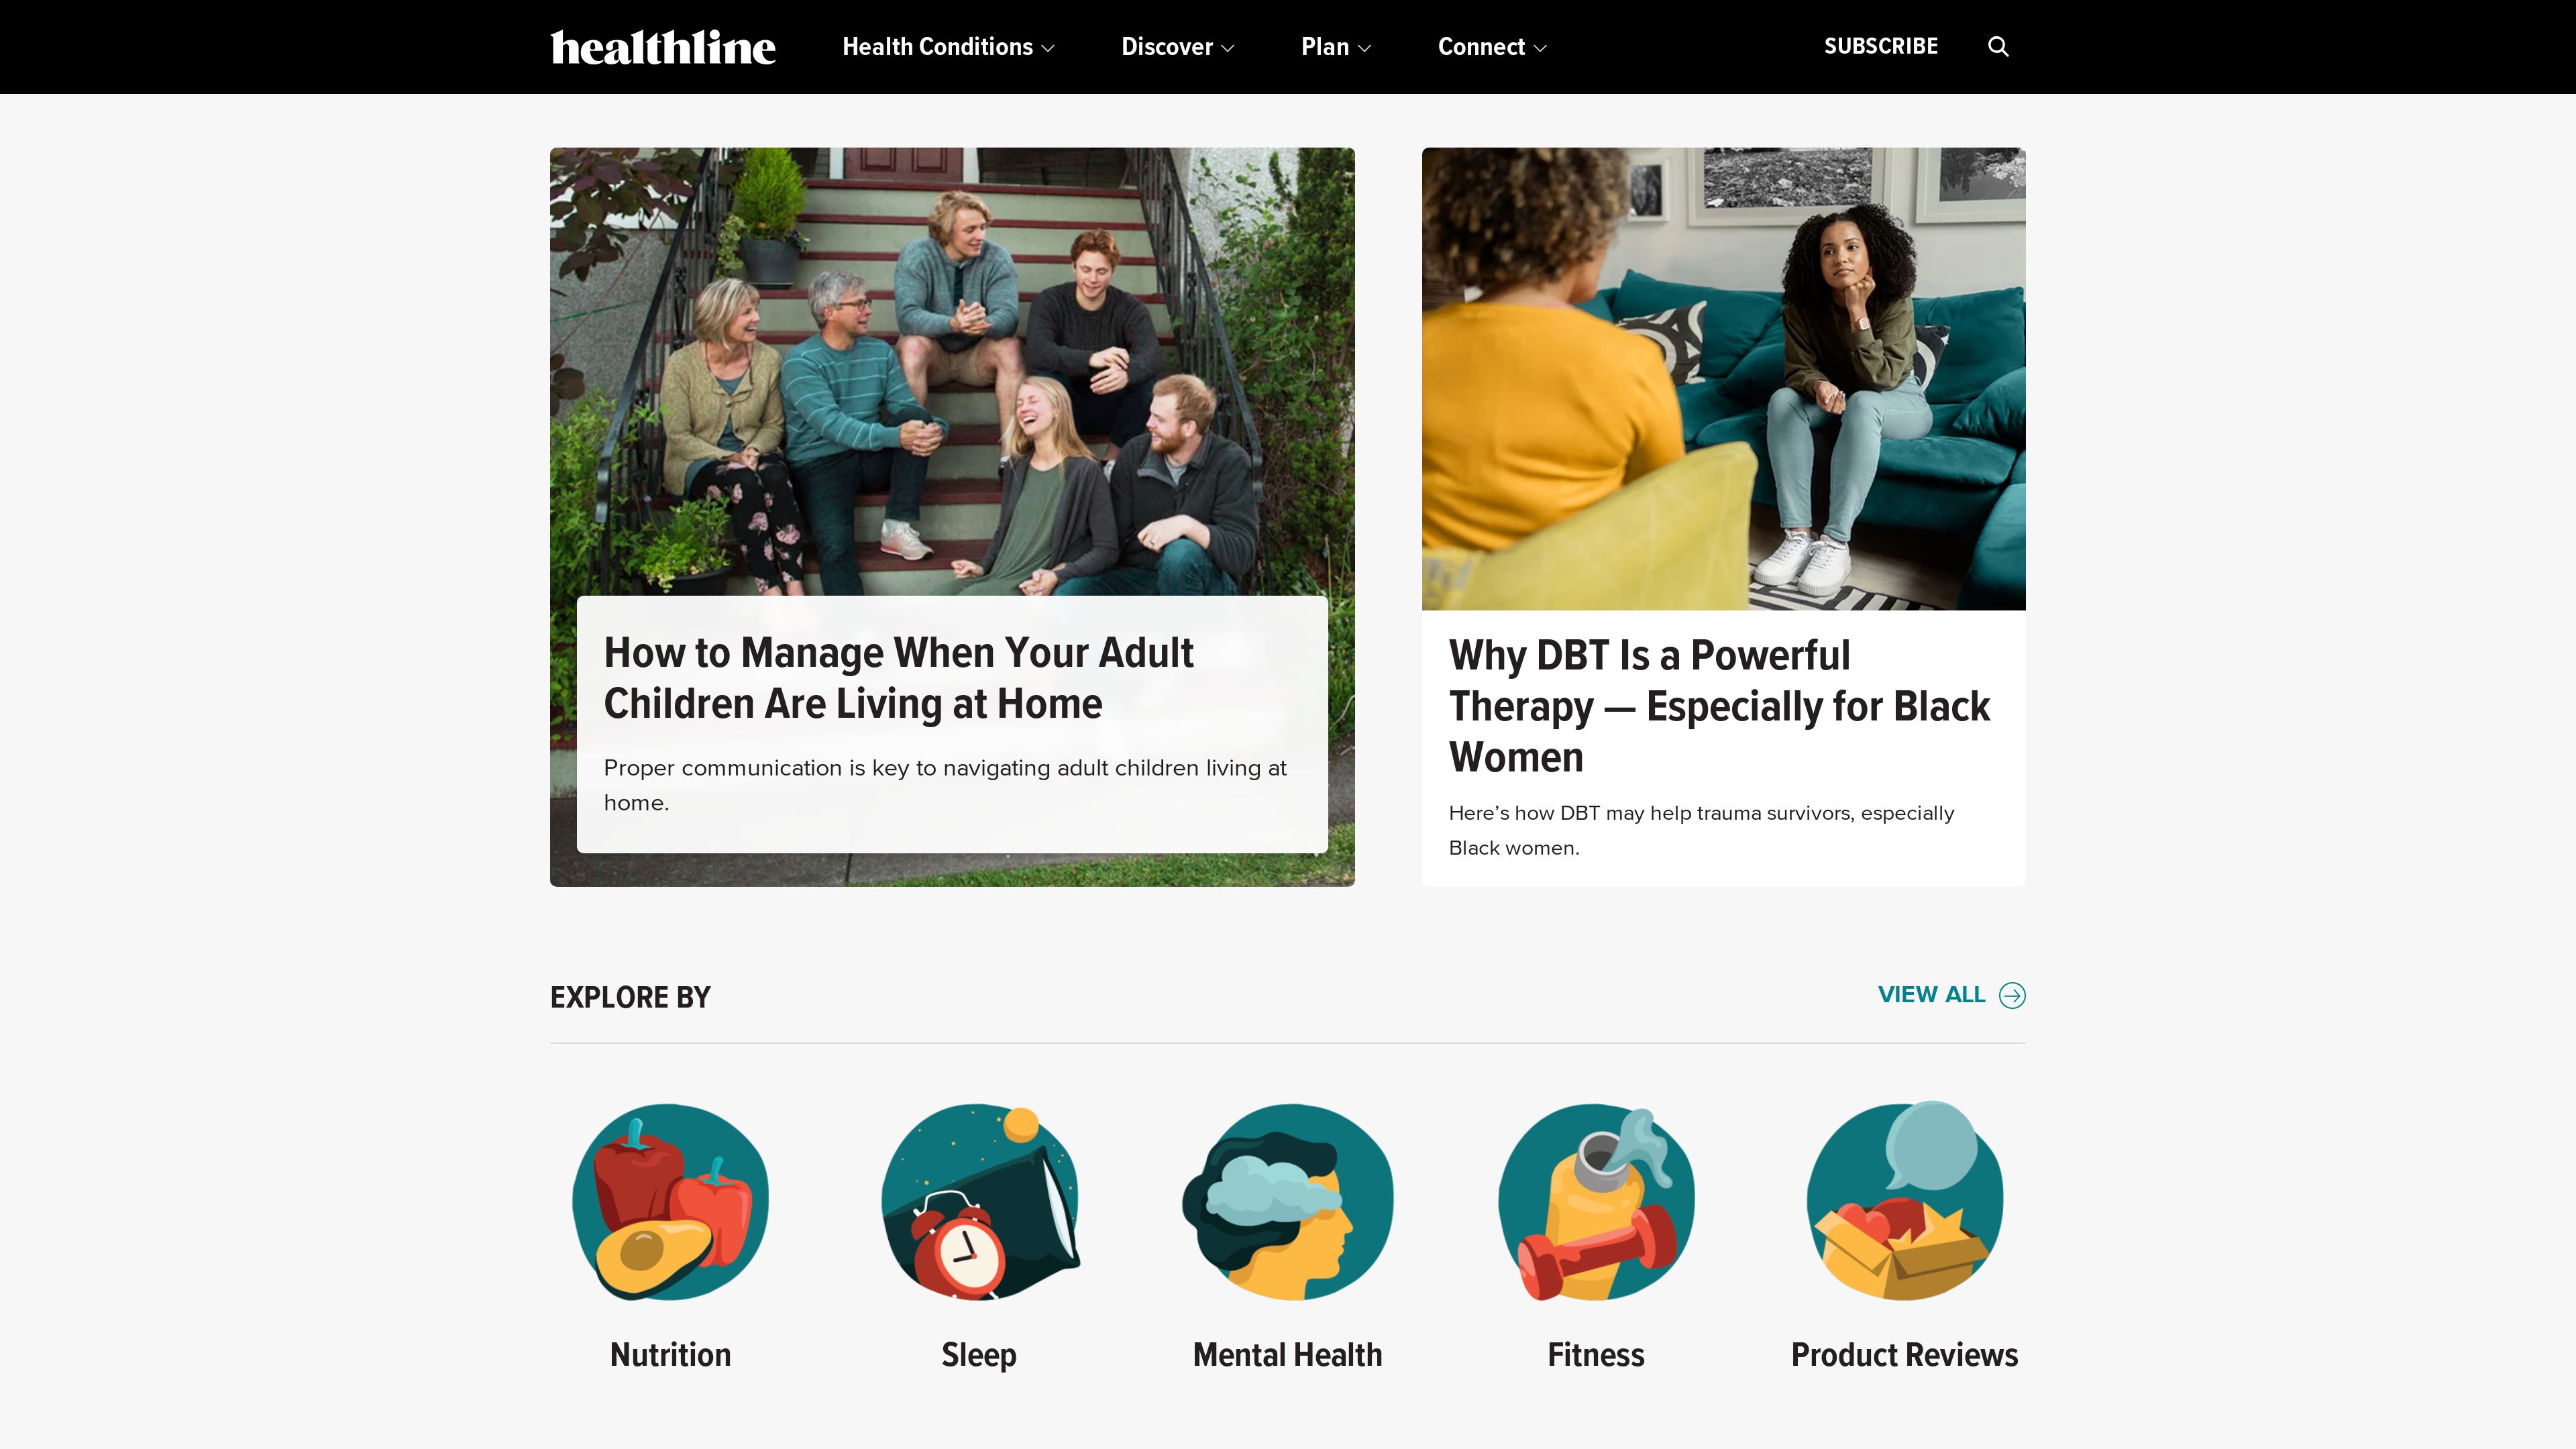 healthline
Health Conditions
Discover
Plan
Connect
SUBSCRIBE
How to Manage When Your Adult
Children Are Living at Home
Proper communication is key to navigating adult children living at
home.
Why DBT Is a Powerful
Therapy — Especially for Black
Women
Here’s how DBT may help trauma survivors, especially
Black women.
EXPLORE BY
VIEW ALL
Nutrition
Sleep
Mental Health
Fitness
Product Reviews